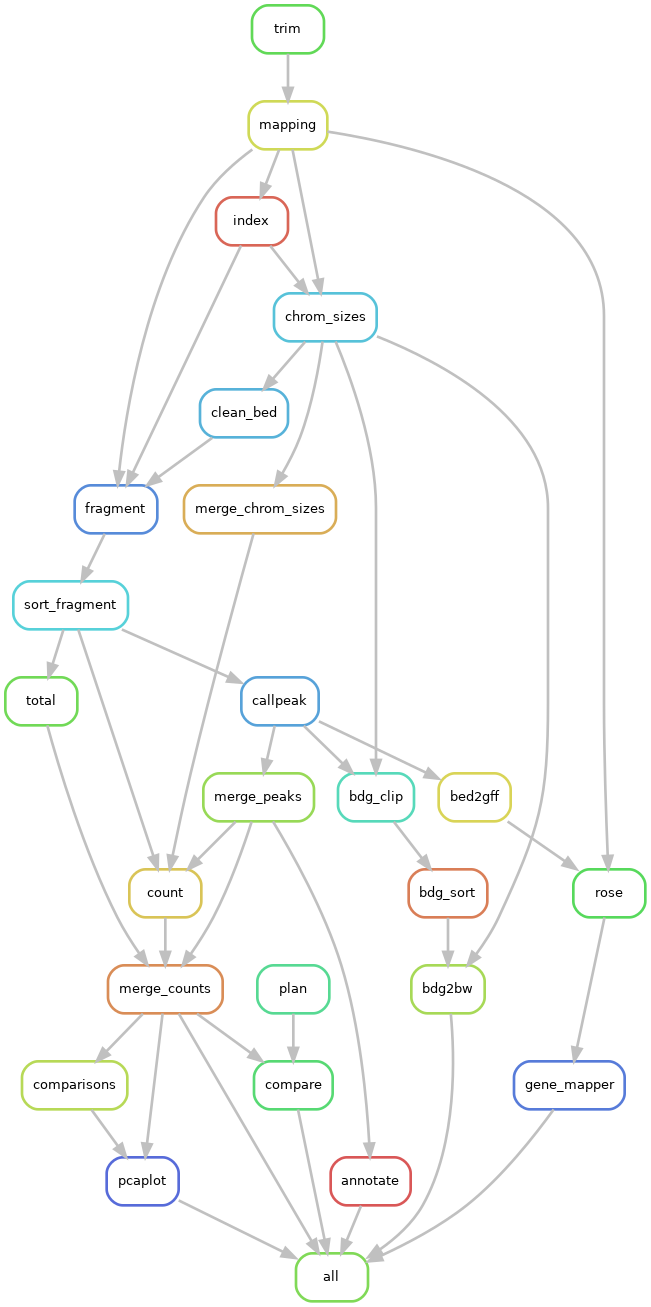 trim
mapping
index
chrom_sizes
clean_bed
fragment
merge_chrom_sizes
sort_fragment
total
callpeak
merge_peaks
bdg_clip
bed2gff
count
bdg_sort
rose
merge_counts
plan
bdg2bw
comparisons
compare
gene_mapper
pcaplot
annotate
all